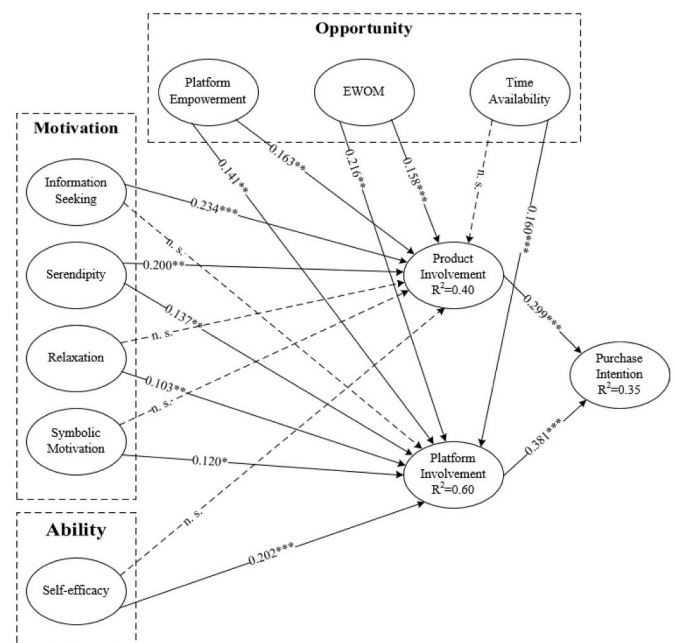 Opportunity
Platform
Empowerment
EWOM
Time
Availability
Motivation
Information
Seeking
Serendipity
Relaxation
Symbolic
Motivation
Ability
Self-efficacy
0.141**
0.163**
0.216**
0.158***
n. s.
0.160***
0.234***
n. s.
0.200**
0.137**
n. s.
0.103**
n. s.
0.120*
n. s.
0.202***
Product
Involvement
R²=0.40
0.299***
Purchase
Intention
R²=0.35
Platform
Involvement
R²=0.60
0.381***